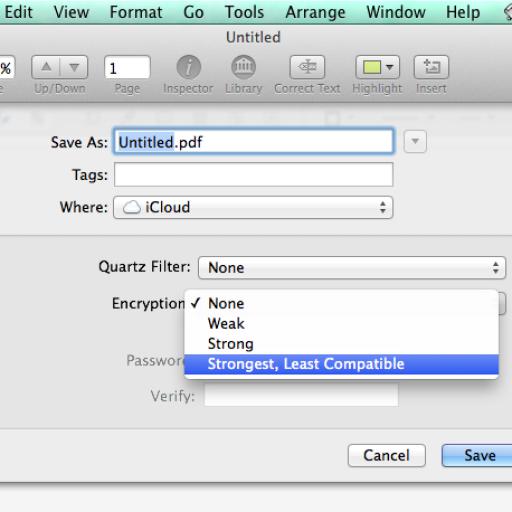 Edit View Format Go Tools Arrange Window Help
Untitled
% 1
Up/Down Page Inspector Library Correct Text Highlight Insert
Save As: Untitled.pdf
Tags:
Where: iCloud
Quartz Filter: None
Encryption ✓ None
Weak
Strong
Password
Strongest, Least Compatible
Verify:
Cancel Save